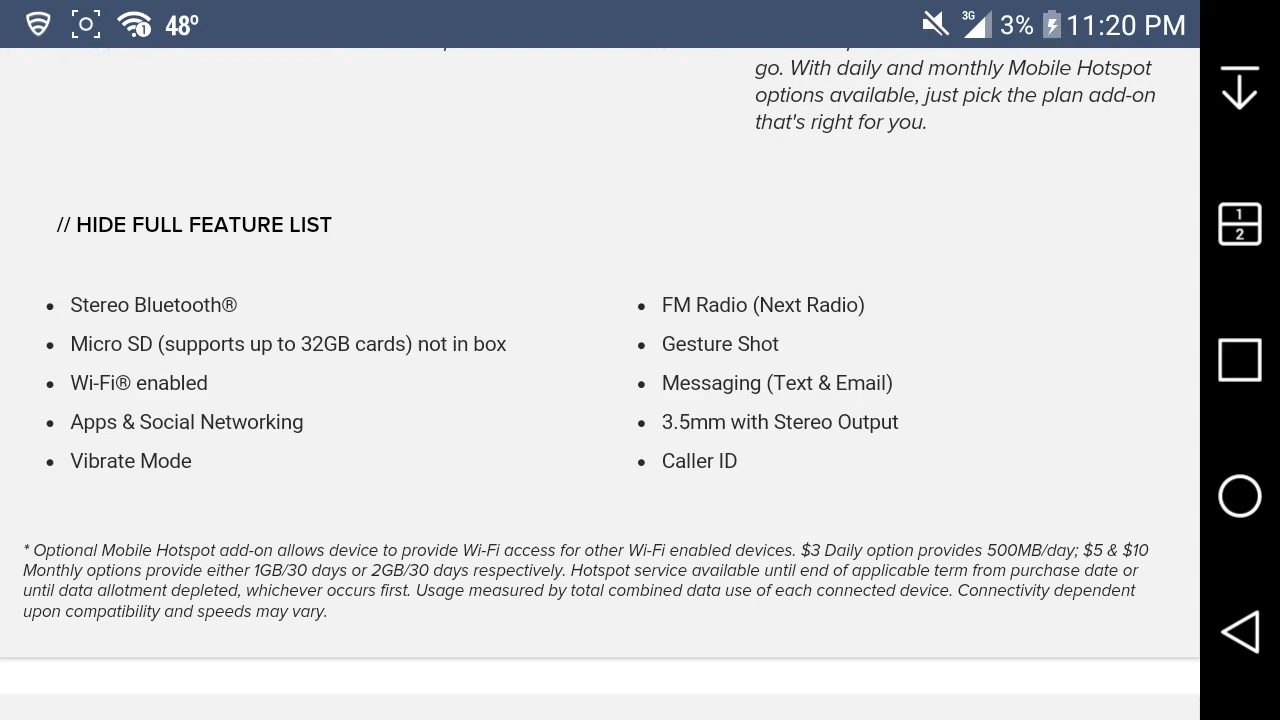 48º
3G 3% 11:20 PM
go. With daily and monthly Mobile Hotspot
options available, just pick the plan add-on
that's right for you.
// HIDE FULL FEATURE LIST
• Stereo Bluetooth®
• Micro SD (supports up to 32GB cards) not in box
• Wi-Fi® enabled
• Apps & Social Networking
• Vibrate Mode
• FM Radio (Next Radio)
• Gesture Shot
• Messaging (Text & Email)
• 3.5mm with Stereo Output
• Caller ID
* Optional Mobile Hotspot add-on allows device to provide Wi-Fi access for other Wi-Fi enabled devices. $3 Daily option provides 500MB/day; $5 & $10
Monthly options provide either 1GB/30 days or 2GB/30 days respectively. Hotspot service available until end of applicable term from purchase date or
until data allotment depleted, whichever occurs first. Usage measured by total combined data use of each connected device. Connectivity dependent
upon compatibility and speeds may vary.
1
2